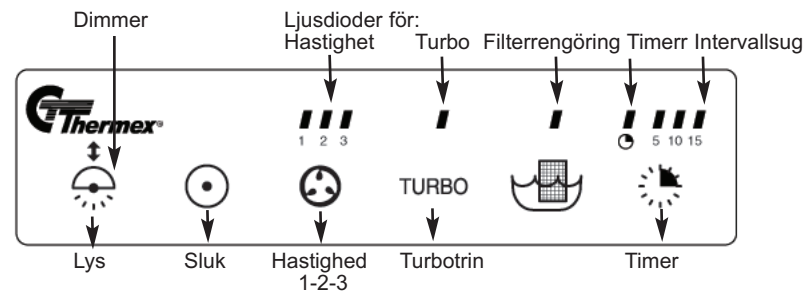 Dimmer
Ljusdioder för:
Hastighet Turbo Filterrengöring Timerr Intervallsug
Thermex®
1 2 3 5 10 15
TURBO
Lys Sluk Hastighed Turbotrin Timer
1-2-3